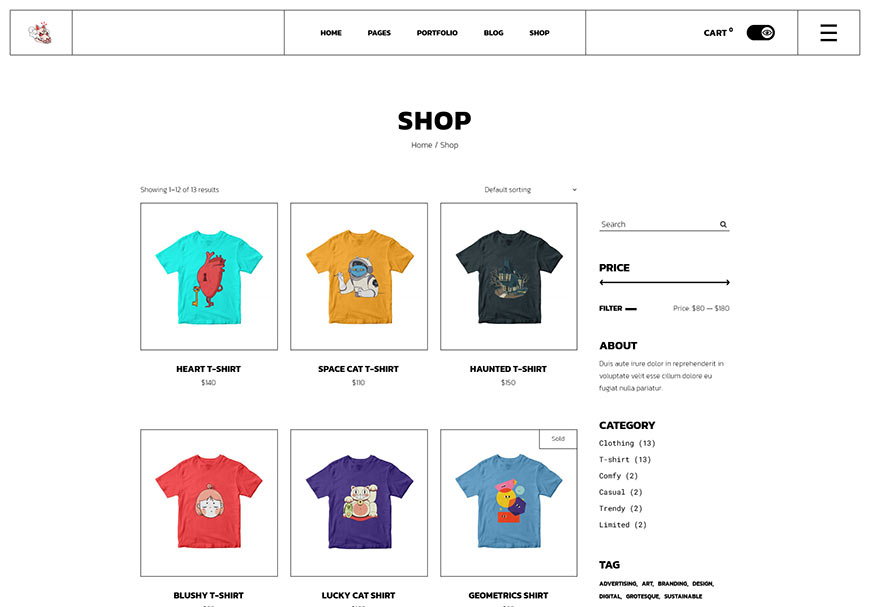 HOME PAGES PORTFOLIO BLOG SHOP CART 0
SHOP
Home / Shop
Showing 1–12 of 13 results
Default sorting
HEART T-SHIRT
$140
SPACE CAT T-SHIRT
$110
HAUNTED T-SHIRT
$150
Sold
BLUSHY T-SHIRT
LUCKY CAT SHIRT
GEOMETRICS SHIRT
Search
PRICE
FILTER
Price: $80 — $180
ABOUT
Duis aute irure dolor in reprehenderit in
voluptate velit esse cillum dolore eu
fugiat nulla pariatur.
CATEGORY
Clothing (13)
T-shirt (13)
Comfy (2)
Casual (2)
Trendy (2)
Limited (2)
TAG
ADVERTISING, ART, BRANDING, DESIGN,
DIGITAL, GROTESQUE, SUSTAINABLE